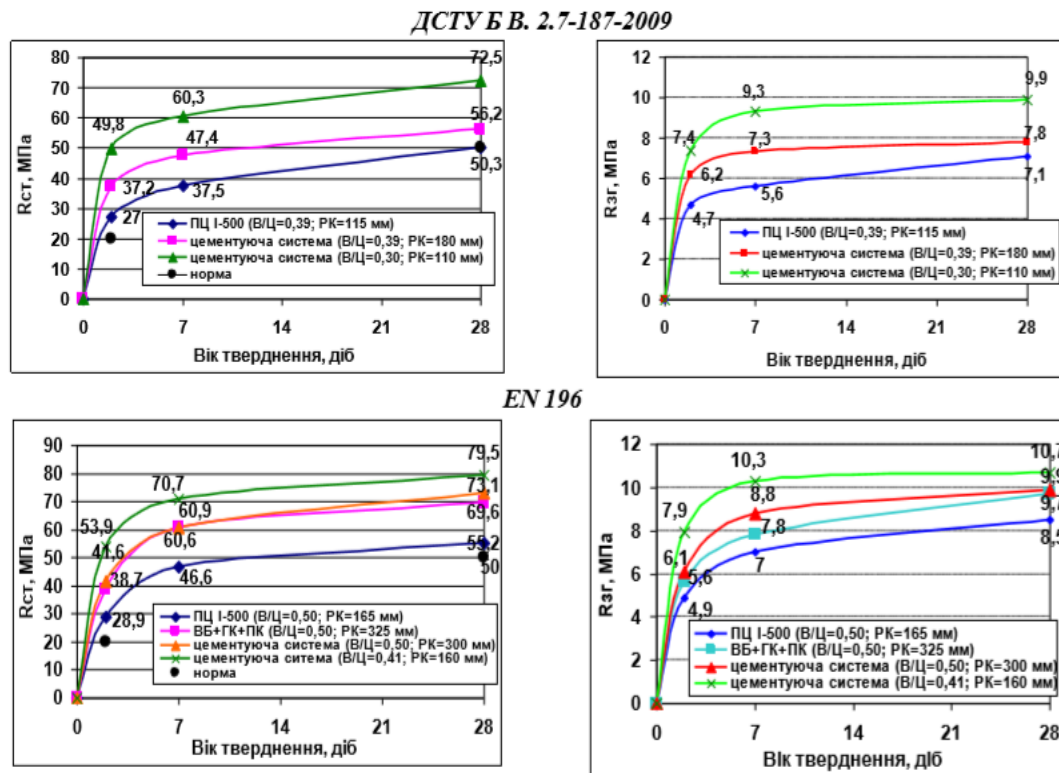 ДСТУ Б В. 2.7-187-2009
80
70
60
50
40
30
20
10
0
Rст, МПа
49,8
60,3
72,5
37,2
47,4
56,2
27
37,5
50,3
ПЦ І-500 (В/Ц=0,39; РК=115 мм)
цементуюча система (В/Ц=0,39; РК=180 мм)
цементуюча система (В/Ц=0,30; РК=110 мм)
норма
0 7 14 21 28
Вік тверднення, діб
12
10
8
6
4
2
0
Rзг, МПа
7,4
9,3
9,9
6,2
7,3
7,8
4,7
5,6
7,1
ПЦ І-500 (В/Ц=0,39; РК=115 мм)
цементуюча система (В/Ц=0,39; РК=180 мм)
цементуюча система (В/Ц=0,30; РК=110 мм)
0 7 14 21 28
Вік тверднення, діб
EN 196
90
80
70
60
50
40
30
20
10
0
Rст, МПа
53,9
70,7
79,5
41,6
60,9
73,1
38,7
60,6
69,6
28,9
46,6
55,2
50
ПЦ І-500 (В/Ц=0,50; РК=165 мм)
ВБ+ГК+ПК (В/Ц=0,50; РК=325 мм)
цементуюча система (В/Ц=0,50; РК=300 мм)
цементуюча ситема (В/Ц=0,41; РК=160 мм)
норма
0 7 14 21 28
Вік тверднення, діб
12
10
8
6
4
2
0
Rзг, МПа
7,9
10,3
10,7
6,1
8,8
9,9
5,6
7,8
9,7
4,9
7
8,5
ПЦ І-500 (В/Ц=0,50; РК=165 мм)
ВБ+ГК+ПК (В/Ц=0,50; РК=325 мм)
цементуюча система (В/Ц=0,50; РК=300 мм)
цементуюча система (В/Ц=0,41; РК=160 мм)
0 7 14 21 28
Вік тверднення, діб